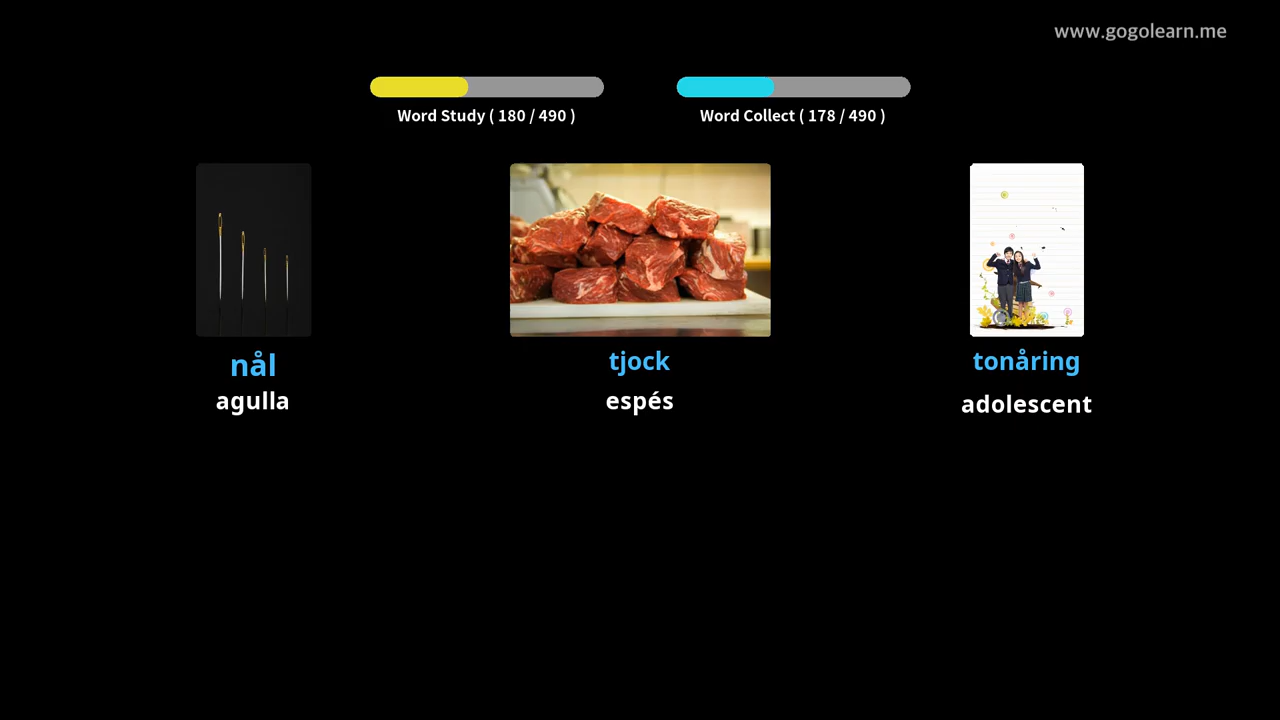 www.gogolearn.me
Word Study ( 180 / 490 )
Word Collect ( 178 / 490 )
nål
agulla
tjock
espés
tonåring
adolescent